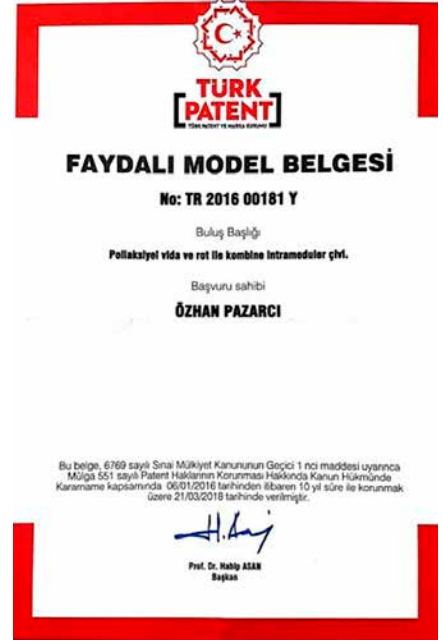 TÜRK
PATENT
TÜRK PATENT VE MARKA KURUMU
FAYDALI MODEL BELGESİ
No: TR 2016 00181 Y
Buluş Başlığı
Poliaksiyel vida ve rot ile kombine intrameduler çivi.
Başvuru sahibi
ÖZHAN PAZARCI
Bu belge, 6769 sayılı Sınai Mülkiyet Kanununun Geçici 1 nci maddesi uyarınca
Mülga 551 sayılı Patent Haklarının Korunması Hakkında Kanun Hükmünde
Kararname kapsamında 06/01/2016 tarihinden itibaren 10 yıl süre ile korunmak
üzere 21/03/2018 tarihinde verilmiştir.
Prof. Dr. Habip ASAN
Başkan